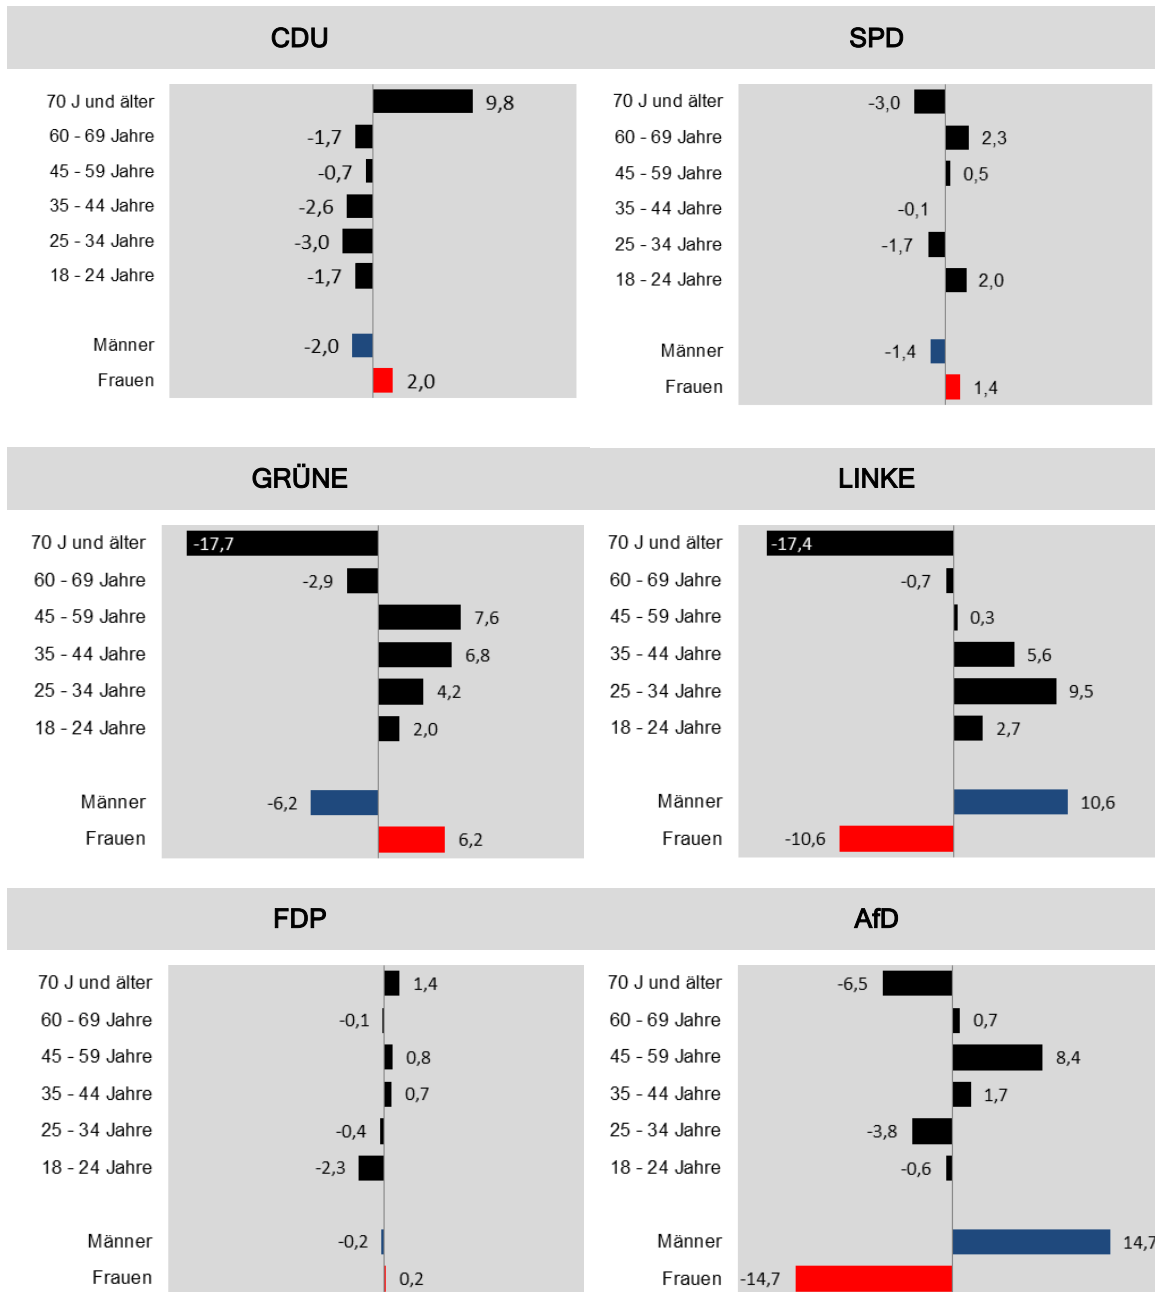 CDU
70 J und älter 9,8
60 - 69 Jahre -1,7
45 - 59 Jahre -0,7
35 - 44 Jahre -2,6
25 - 34 Jahre -3,0
18 - 24 Jahre -1,7
Männer -2,0
Frauen 2,0
SPD
70 J und älter -3,0
60 - 69 Jahre 2,3
45 - 59 Jahre 0,5
35 - 44 Jahre -0,1
25 - 34 Jahre -1,7
18 - 24 Jahre 2,0
Männer -1,4
Frauen 1,4
GRÜNE
70 J und älter -17,7
60 - 69 Jahre -2,9
45 - 59 Jahre 7,6
35 - 44 Jahre 6,8
25 - 34 Jahre 4,2
18 - 24 Jahre 2,0
Männer -6,2
Frauen 6,2
LINKE
70 J und älter -17,4
60 - 69 Jahre -0,7
45 - 59 Jahre 0,3
35 - 44 Jahre 5,6
25 - 34 Jahre 9,5
18 - 24 Jahre 2,7
Männer 10,6
Frauen -10,6
FDP
70 J und älter 1,4
60 - 69 Jahre -0,1
45 - 59 Jahre 0,8
35 - 44 Jahre 0,7
25 - 34 Jahre -0,4
18 - 24 Jahre -2,3
Männer -0,2
Frauen 0,2
AfD
70 J und älter -6,5
60 - 69 Jahre 0,7
45 - 59 Jahre 8,4
35 - 44 Jahre 1,7
25 - 34 Jahre -3,8
18 - 24 Jahre -0,6
Männer 14,7
Frauen -14,7